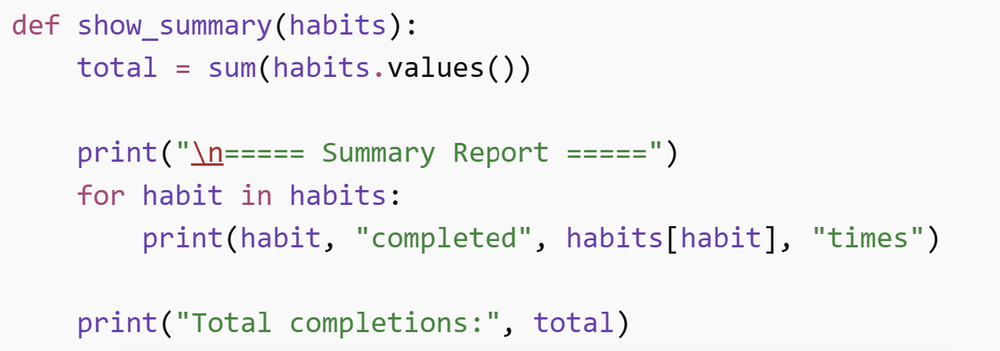 def show_summary(habits):
    total = sum(habits.values())

    print("\n===== Summary Report =====")
    for habit in habits:
        print(habit, "completed", habits[habit], "times")

    print("Total completions:", total)